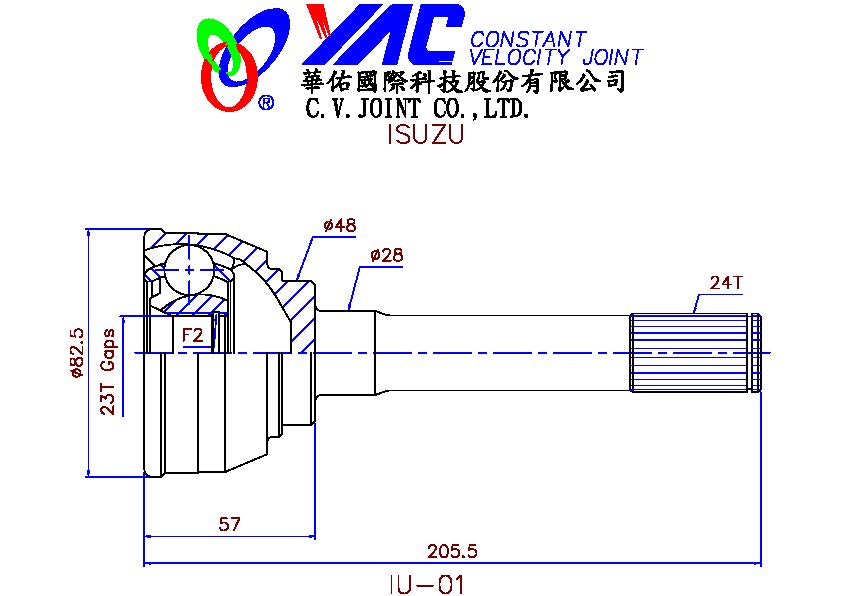 YAC CONSTANT
VELOCITY JOINT
華佑國際科技股份有限公司
®
C.V.JOINT CO.,LTD.
ISUZU
ø48
ø28
24T
ø82.5
23T Gaps
F2
57
205.5
IU-01